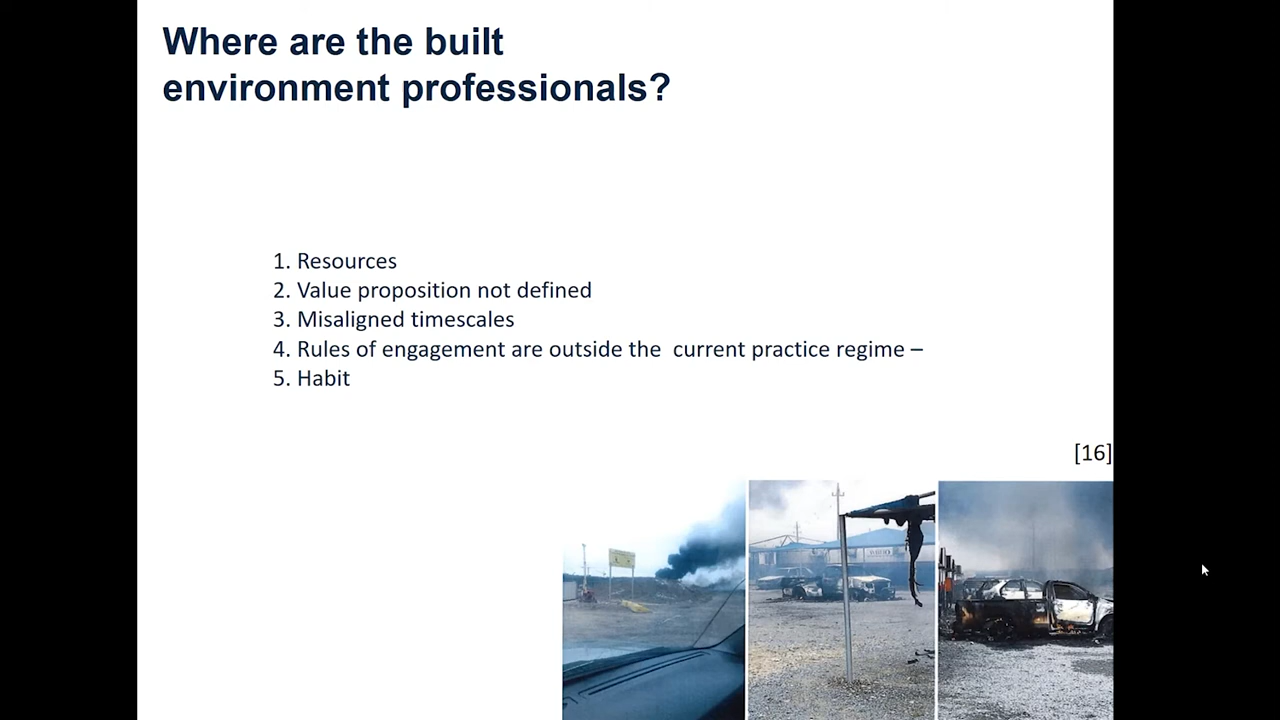 Where are the built
environment professionals?
1. Resources
2. Value proposition not defined
3. Misaligned timescales
4. Rules of engagement are outside the  current practice regime –
5. Habit
[16]